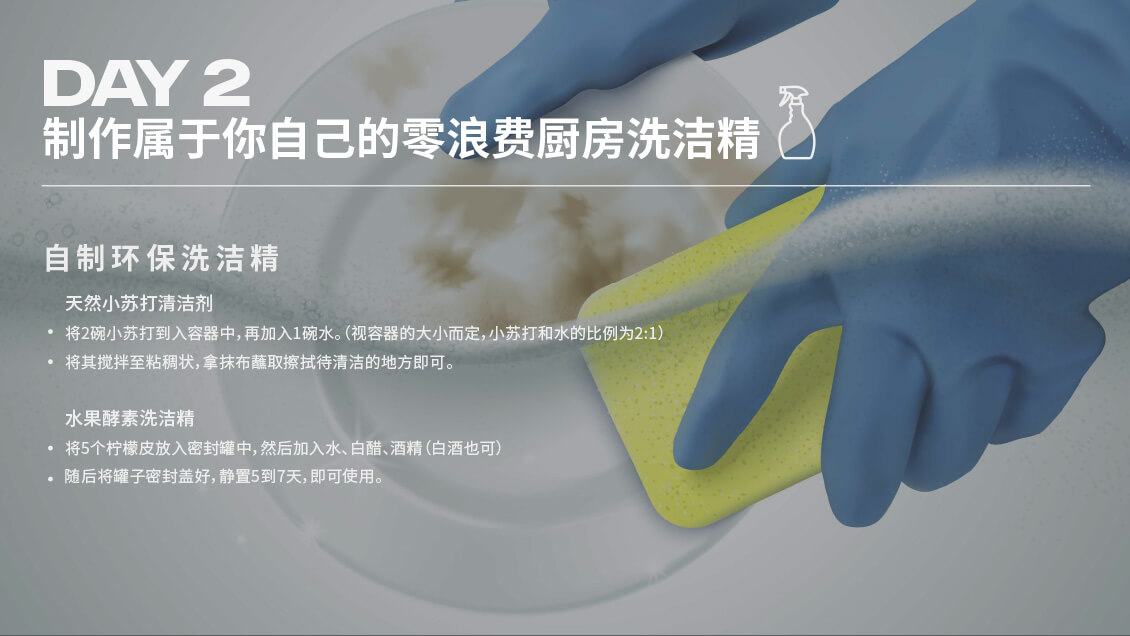 DAY 2
制作属于你自己的零浪费厨房洗洁精
自制环保洗洁精
天然小苏打清洁剂
• 将2碗小苏打到入容器中，再加入1碗水。（视容器的大小而定，小苏打和水的比例为2:1）
• 将其搅拌至粘稠状，拿抹布蘸取擦拭待清洁的地方即可。
水果酵素洗洁精
• 将5个柠檬皮放入密封罐中，然后加入水、白醋、酒精（白酒也可）
• 随后将罐子密封盖好，静置5到7天，即可使用。